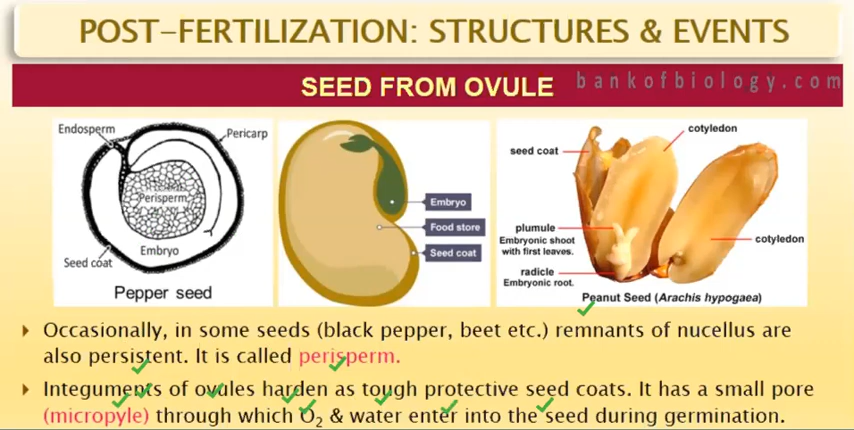 POST-FERTILIZATION: STRUCTURES & EVENTS
SEED FROM OVULE
bankofbiology.com
Endosperm
Pericarp
Perisperm
Embryo
Seed coat
Pepper seed
Embryo
Food store
Seed coat
cotyledon
seed coat
plumule
Embryonic shoot
with first leaves.
cotyledon
radicle
Embryonic root.
Peanut Seed (Arachis hypogaea)
Occasionally, in some seeds (black pepper, beet etc.) remnants of nucellus are
also persistent. It is called perisperm.
Integuments of ovules harden as tough protective seed coats. It has a small pore
(micropyle) through which O₂ & water enter into the seed during germination.